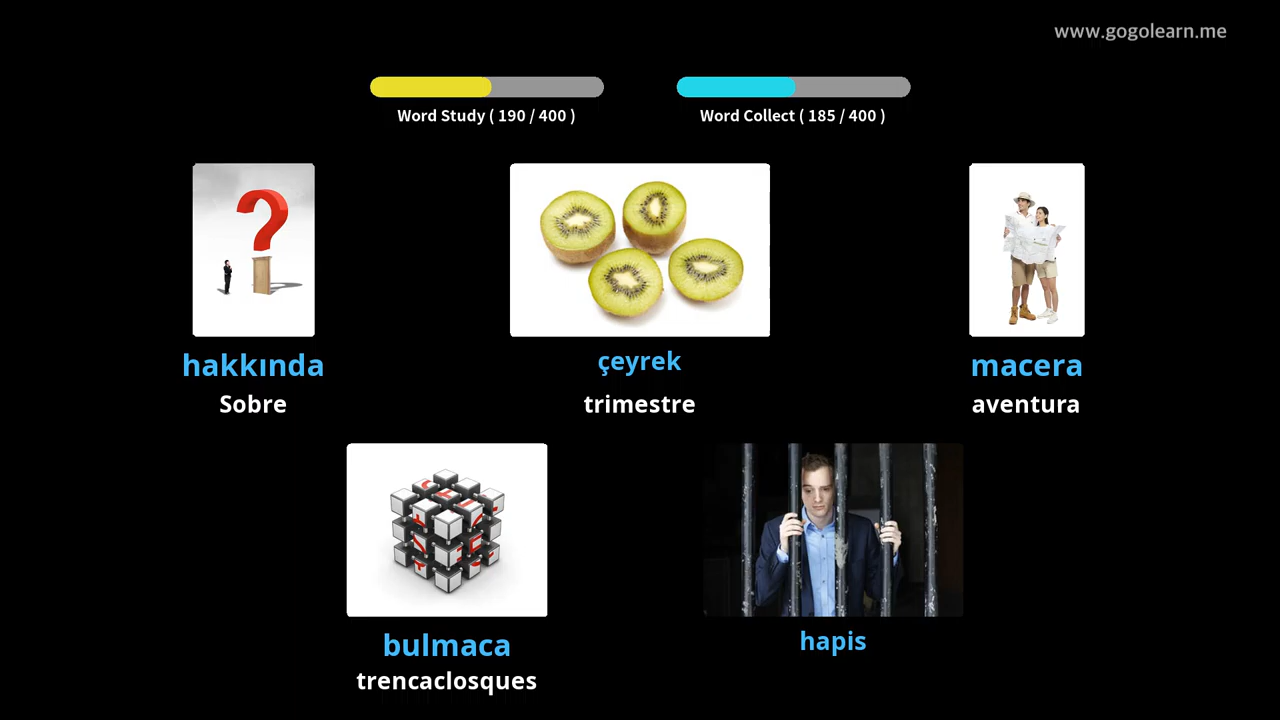 www.gogolearn.me
Word Study ( 190 / 400 )
Word Collect ( 185 / 400 )
hakkında
Sobre
çeyrek
trimestre
macera
aventura
bulmaca
trencaclosques
hapis